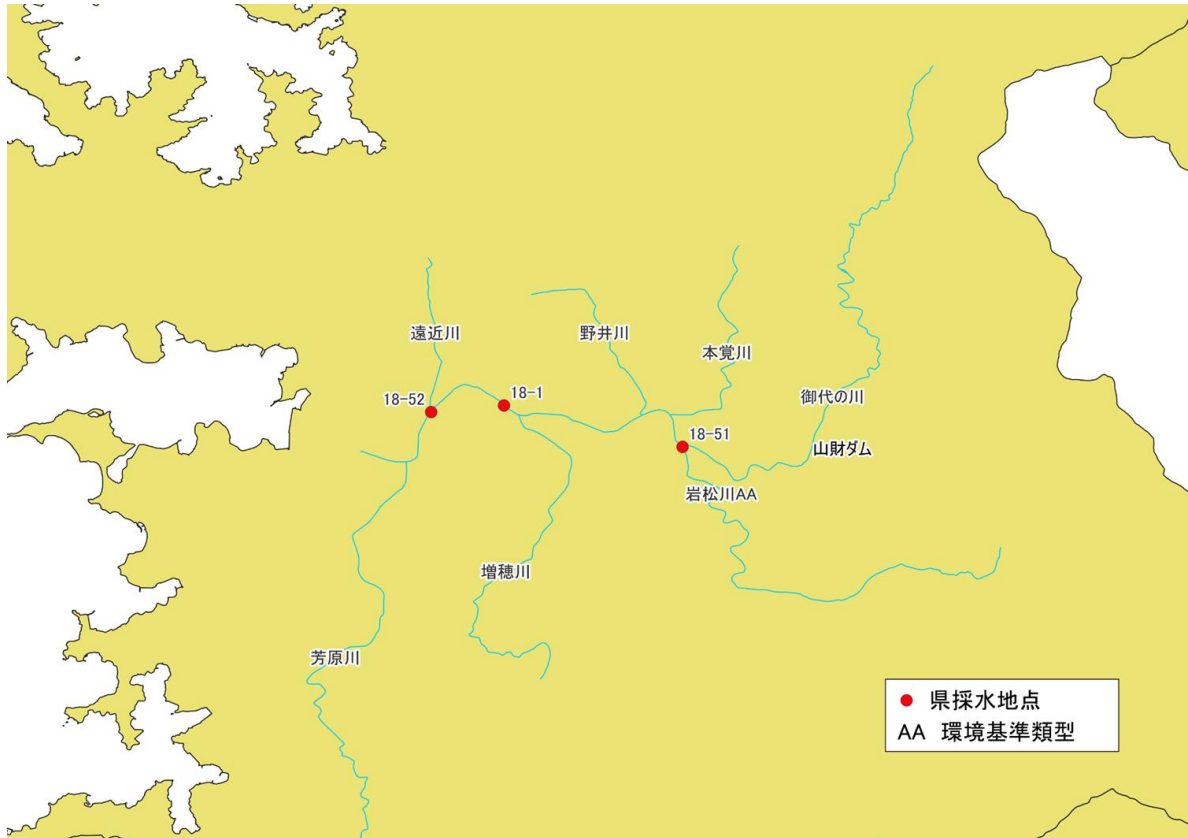 遠近川
野井川
本覚川
18-52
18-1
御代の川
18-51
山財ダム
岩松川AA
増穂川
芳原川
県採水地点
AA 環境基準類型